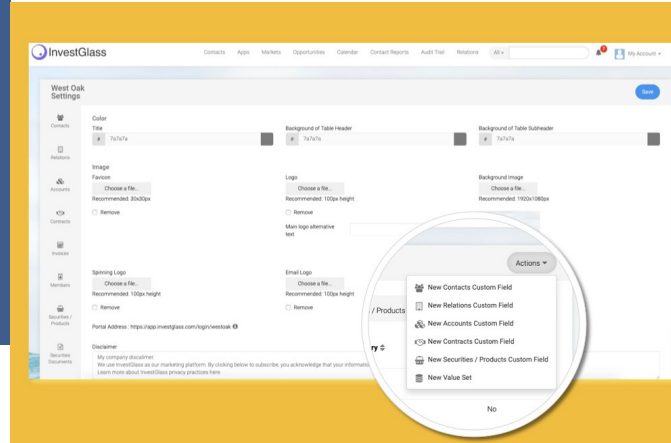 InvestGlass
Contacts Apps Markets Opportunities Calendar Contact Reports Audit Trail Relations All 7 My Account
West Oak
Settings
Save
Contacts
Relations
Accounts
Contacts
Invoices
Members
Securities /
Products
Securities
Documents
Color
Title Background of Table Header Background of Table Subheader
# 7a7a7a # 7a7a7a # 7a7a7a
Image
Favicon Logo Background Image
Choose a file... Choose a file... Choose a file...
Recommended: 30x30px Recommended: 100px height Recommended: 1920x1080px
Remove Remove
Main logo alternative
text
Spinning Logo Email Logo
Choose a file... Choose a file...
Recommended: 100px height Recommended: 100px height
Remove Remove
Portal Address : https://app.investglass.com/login/westoak
Disclaimer
My company discalimer.
We use InvestGlass as our marketing platform. By clicking below to subscribe, you acknowledge that your
Learn more about InvestGlass privacy practices here.
Actions
New Contacts Custom Field
New Relations Custom Field
/ Products
New Accounts Custom Field
New Contracts Custom Field
New Securities / Products Custom Field
New Value Set
No